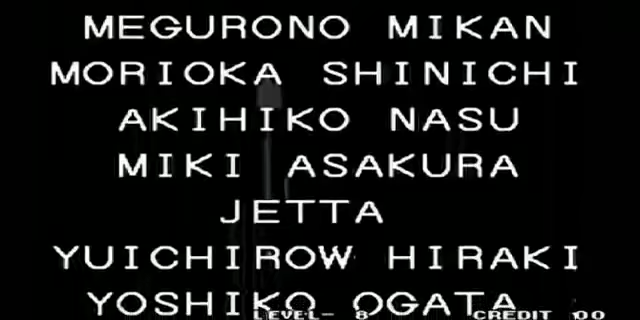 MEGURONO MIKAN
MORIOKA SHINICHI
AKIHIKO NASU
MIKI ASAKURA
JETTA
YUICHIROW HIRAKI
YOSHIKO OGATA
LEVEL- 8 CREDIT 00